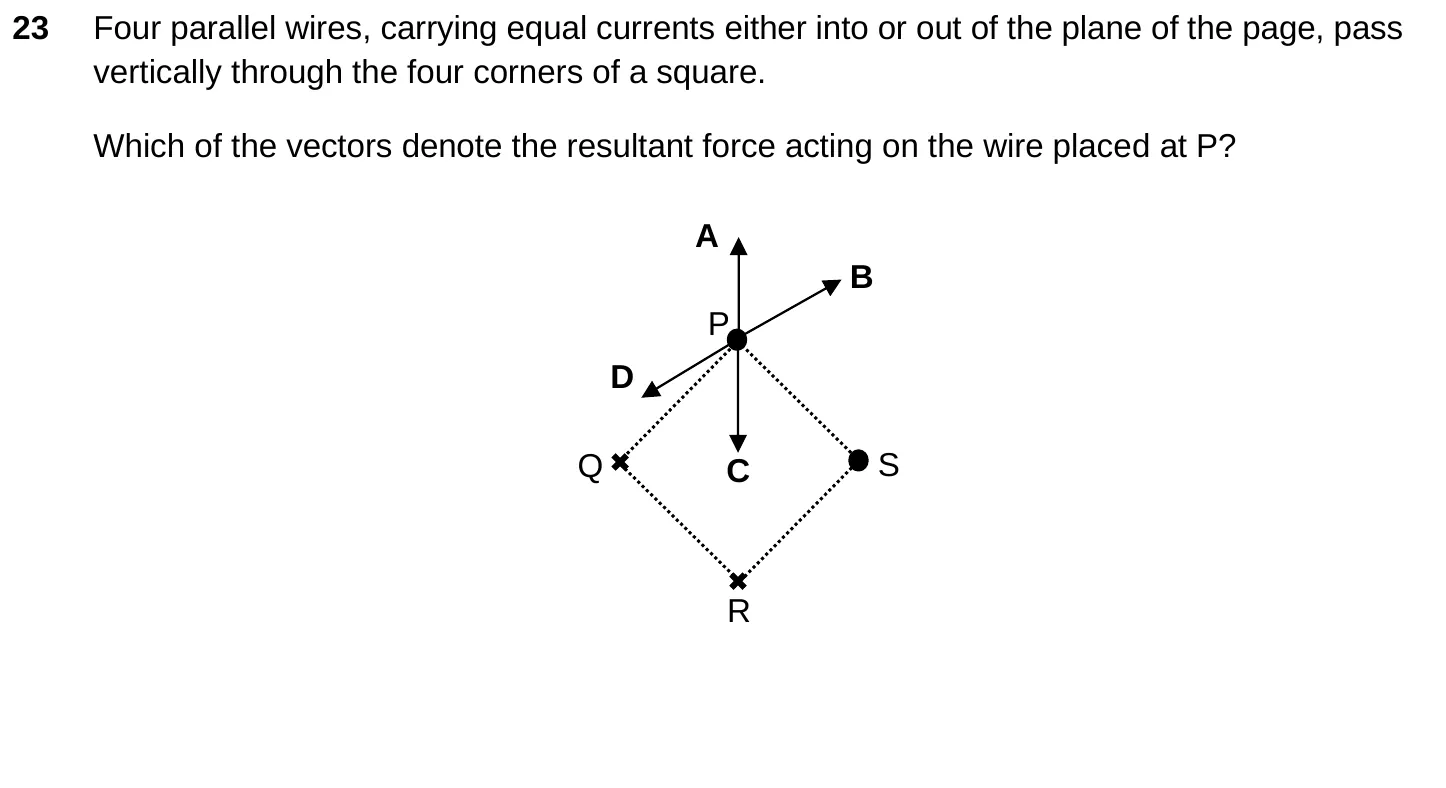 23 Four parallel wires, carrying equal currents either into or out of the plane of the page, pass
vertically through the four corners of a square.
Which of the vectors denote the resultant force acting on the wire placed at P?
A
B
P
D
Q
C
S
R